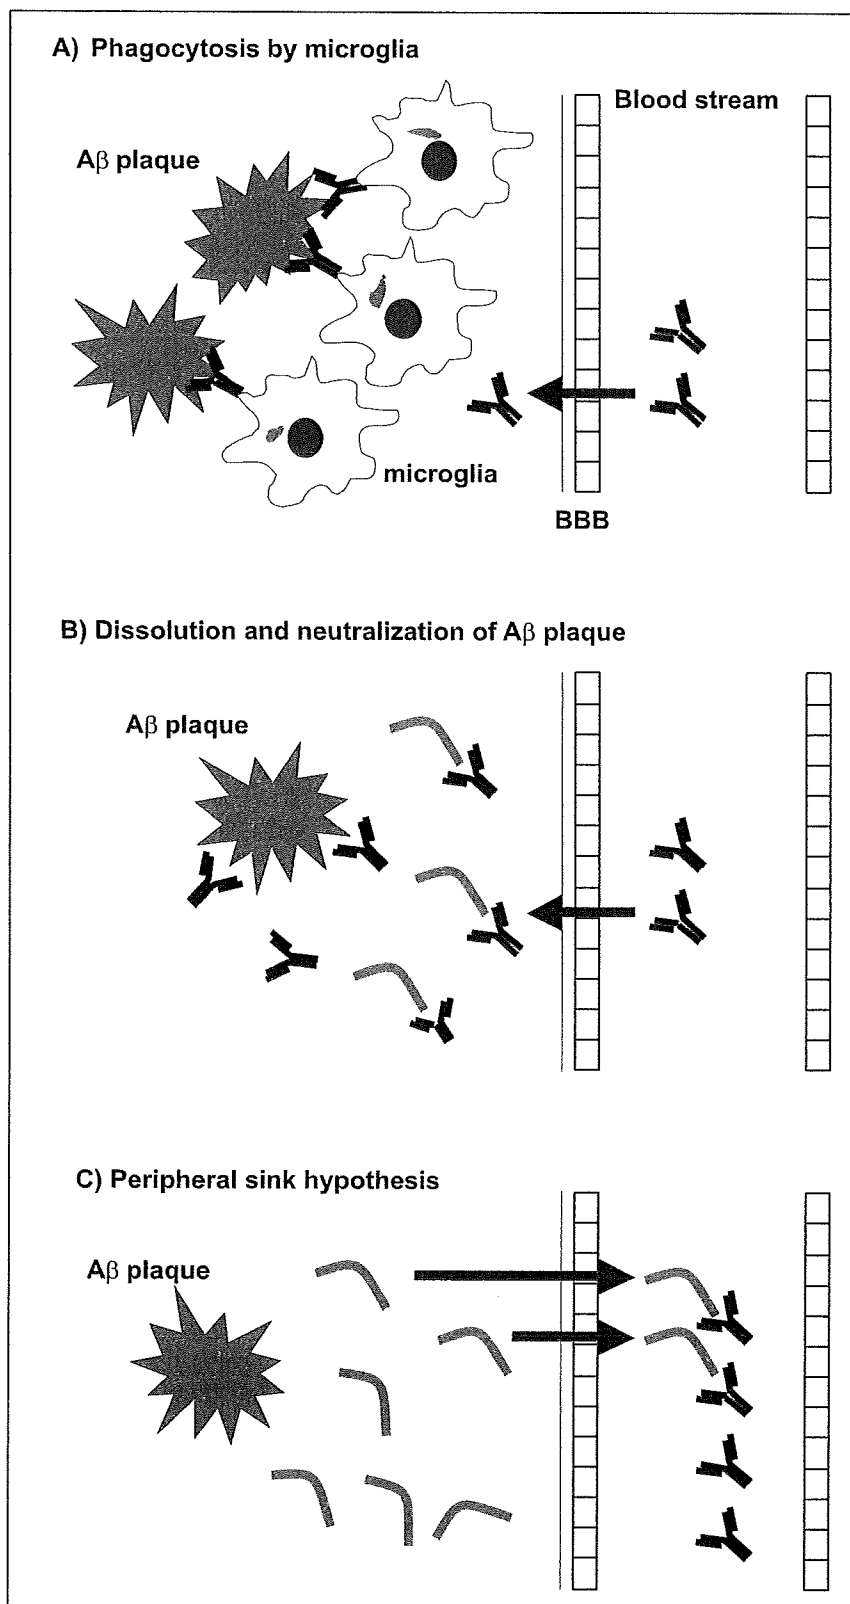 A) Phagocytosis by microglia
Blood stream
Aβ plaque
microglia
BBB
B) Dissolution and neutralization of Aβ plaque
Aβ plaque
C) Peripheral sink hypothesis
Aβ plaque